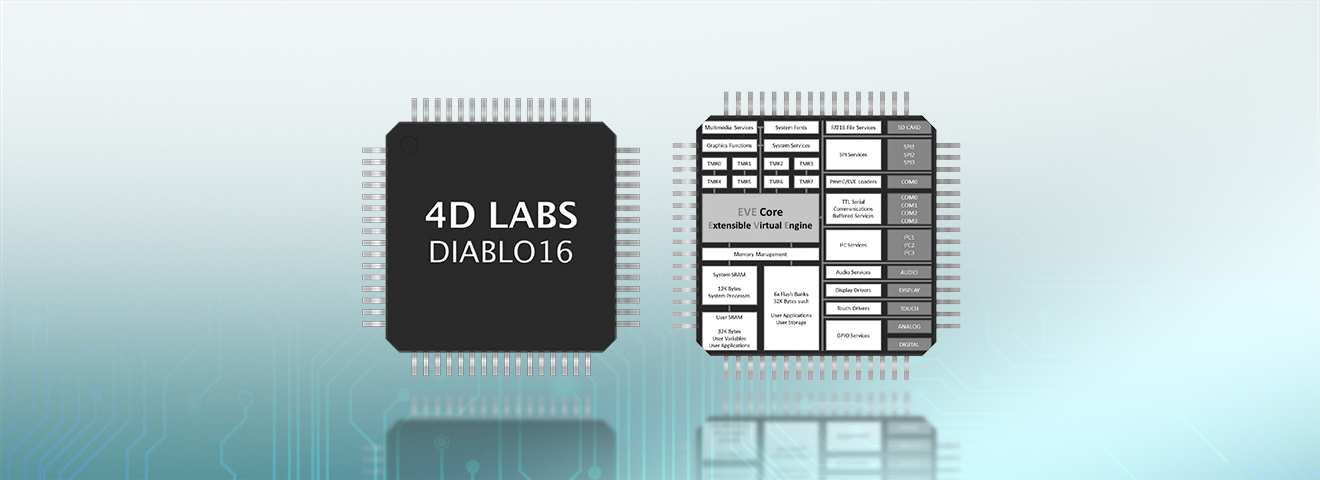 4D LABS
DIABLO16
Multimedia Services
System Fonts
FAT16 File Services
SD CARD
Graphics Functions
System Services
SPI Services
SPI1
SPI2
SPI3
TMR0
TMR1
TMR2
TMR3
TMR4
TMR5
TMR6
TMR7
PmmC/EVE Loaders
COM0
EVE Core
Extensible Virtual Engine
TTL Serial
Communications
Buffered Services
COM0
COM1
COM2
COM3
I²C Services
I²C1
I²C2
I²C3
Memory Management
System SRAM
12K Bytes
System Processes
6x Flash Banks
32K Bytes each
User Applications
User Storage
Audio Services
AUDIO
Display Drivers
DISPLAY
Touch Drivers
TOUCH
User SRAM
32K Bytes
User Variables
User Applications
GPIO Services
ANALOG
DIGITAL